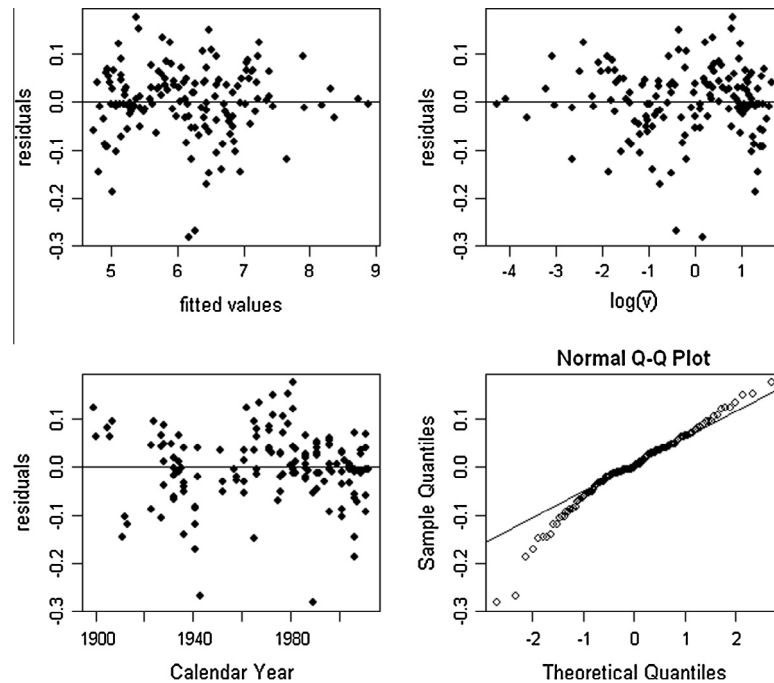 residuals
0.1
0.0
-0.1
-0.2
-0.3
5 6 7 8 9
fitted values
residuals
0.1
0.0
-0.1
-0.2
-0.3
-4 -3 -2 -1 0 1
log(v)
residuals
0.1
0.0
-0.1
-0.2
-0.3
1900 1940 1980
Calendar Year
Normal Q-Q Plot
Sample Quantiles
0.1
0.0
-0.1
-0.2
-0.3
-2 -1 0 1 2
Theoretical Quantiles